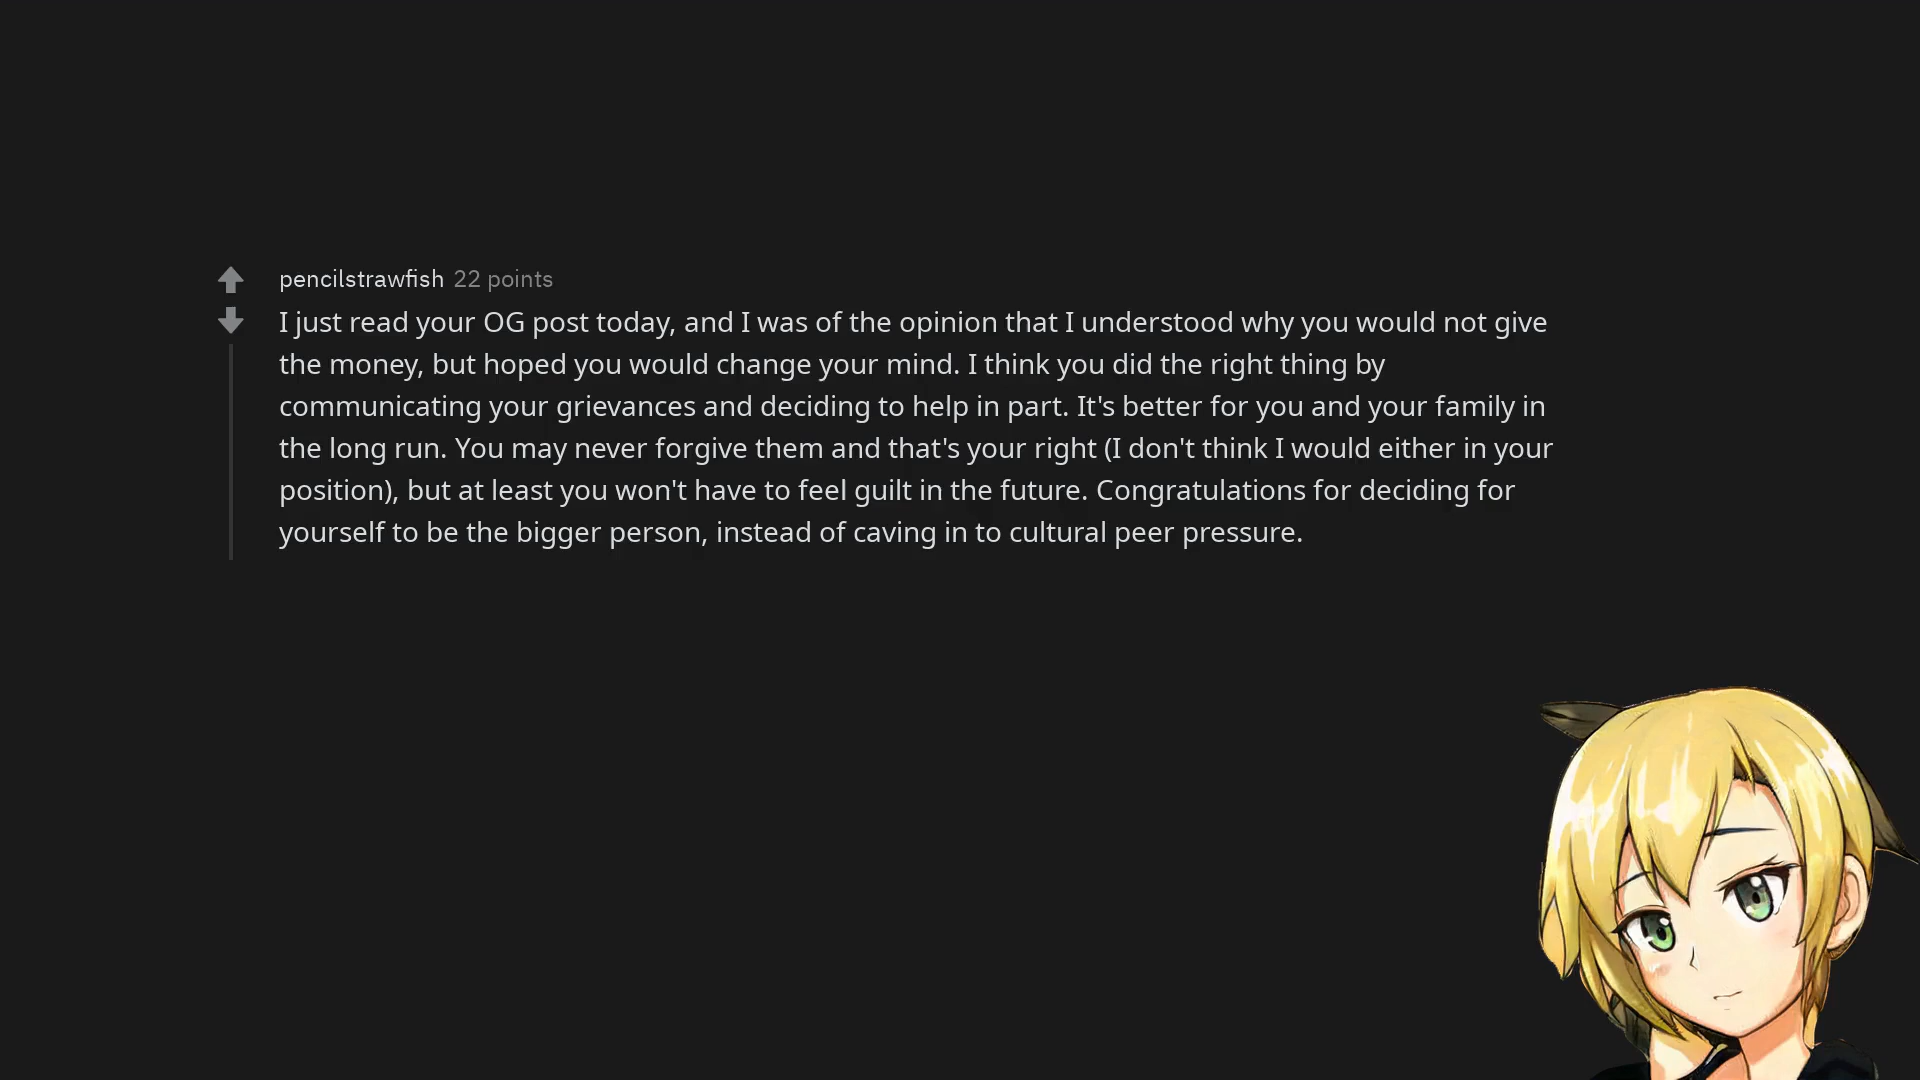 pencilstrawfish 22 points
I just read your OG post today, and I was of the opinion that I understood why you would not give
the money, but hoped you would change your mind. I think you did the right thing by
communicating your grievances and deciding to help in part. It's better for you and your family in
the long run. You may never forgive them and that's your right (I don't think I would either in your
position), but at least you won't have to feel guilt in the future. Congratulations for deciding for
yourself to be the bigger person, instead of caving in to cultural peer pressure.